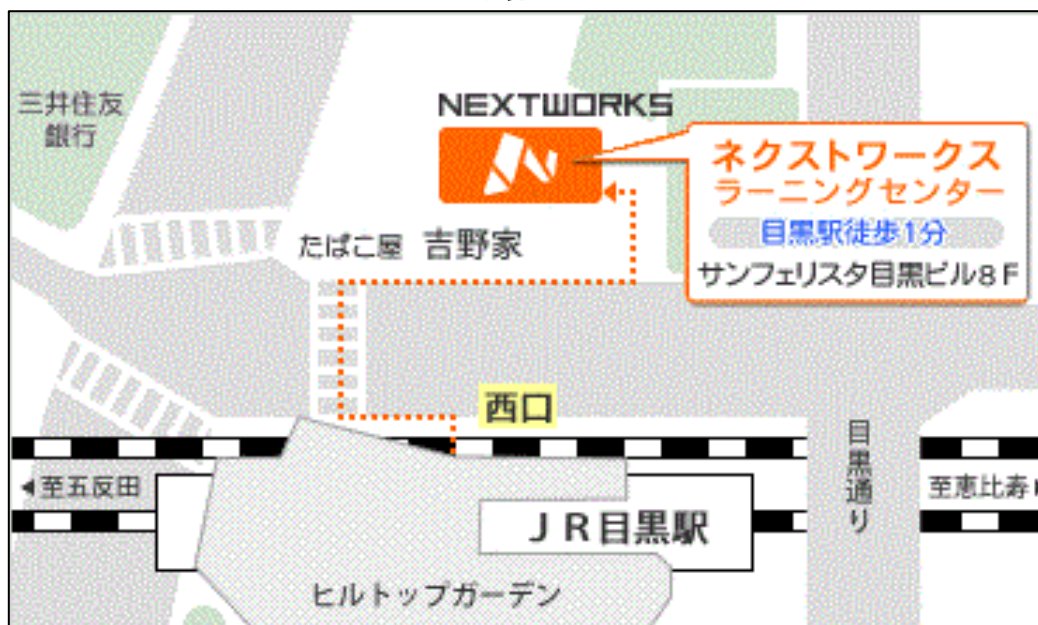 NEXTWORKS
三井住友
銀行
ネクストワークス
ラーニングセンター
目黒駅徒歩1分
サンフェリスタ目黒ビル8F
たばこ屋 吉野家
西口
目黒通り
◀至五反田
至恵比寿▶
JR目黒駅
ヒルトップガーデン